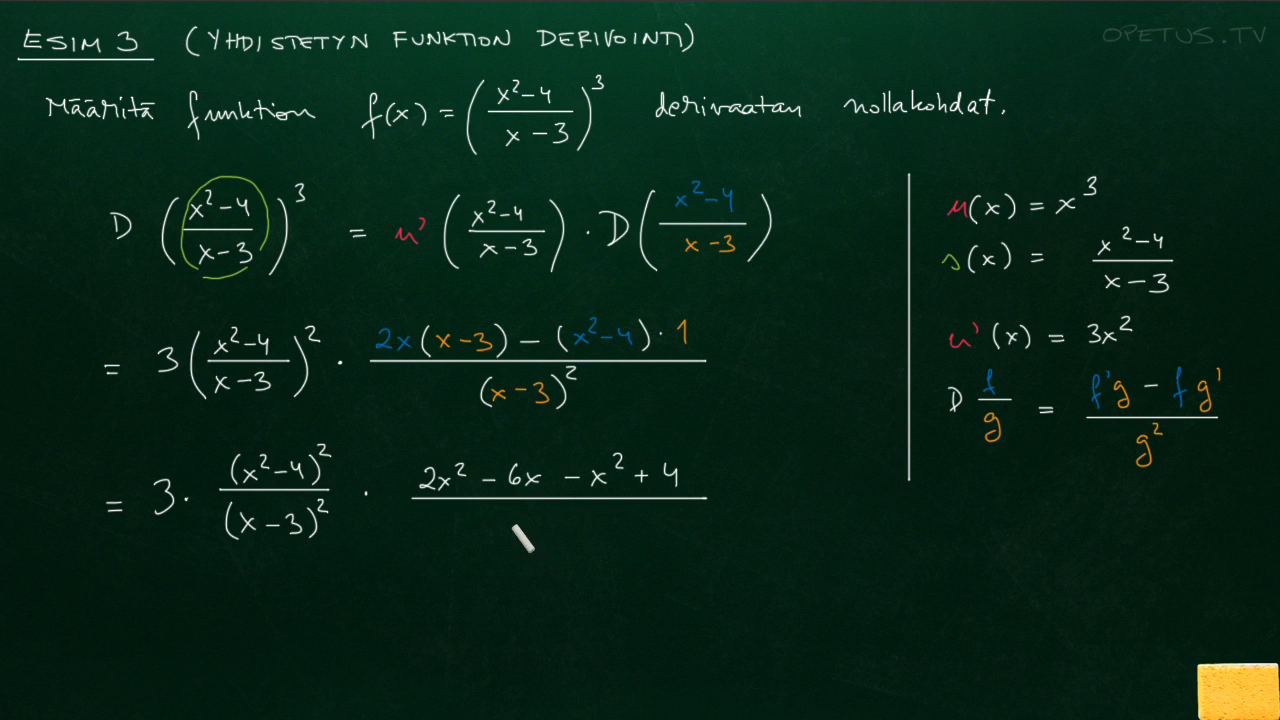 ESIM 3 (YHDISTETYN FUNKTION DERIVOINTI)
OPETUS.TV
Määritä funktion f(x) = ((x²-4)/(x-3))³ derivaatan nollakohdat.
D ((x²-4)/(x-3))³ = u' ((x²-4)/(x-3)) · D ((x²-4)/(x-3))
= 3 ((x²-4)/(x-3))² · (2x(x-3) - (x²-4) · 1)/(x-3)²
= 3 · (x²-4)²/(x-3)² · 2x² - 6x - x² + 4
u(x) = x³
s(x) = (x²-4)/(x-3)
u'(x) = 3x²
D f/g = (f'g - fg')/g²